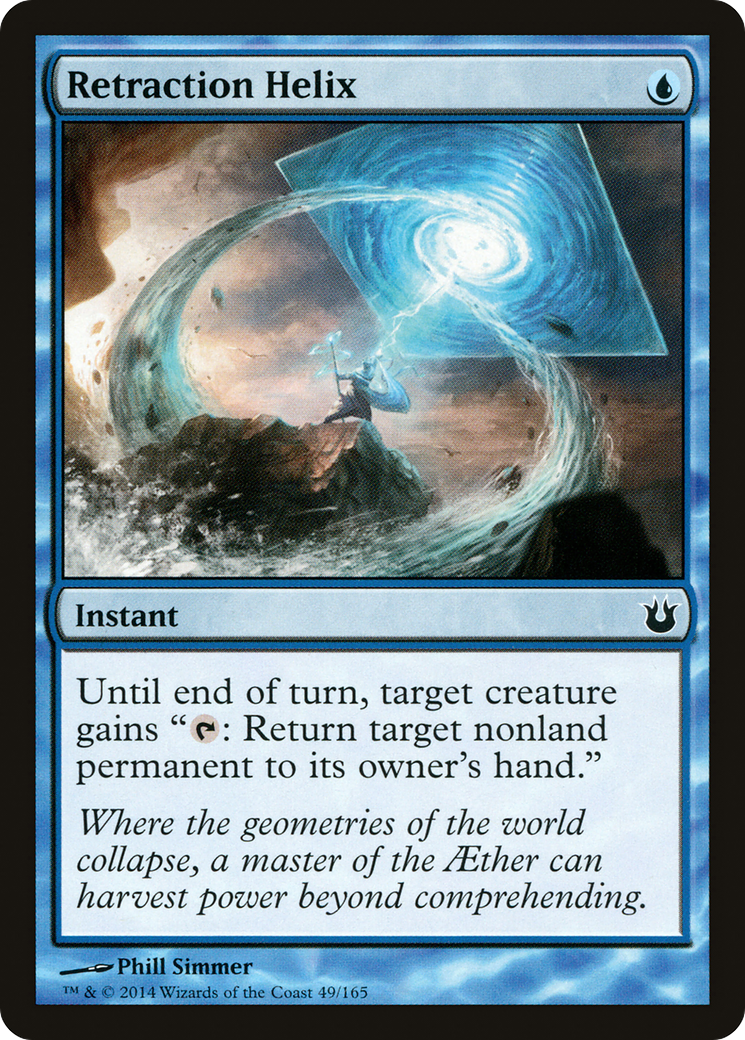 Retraction Helix
Instant
Until end of turn, target creature
gains “: Return target nonland
permanent to its owner’s hand.”
Where the geometries of the world
collapse, a master of the Æther can
harvest power beyond comprehending.
Phill Simmer
™ & © 2014 Wizards of the Coast 49/165